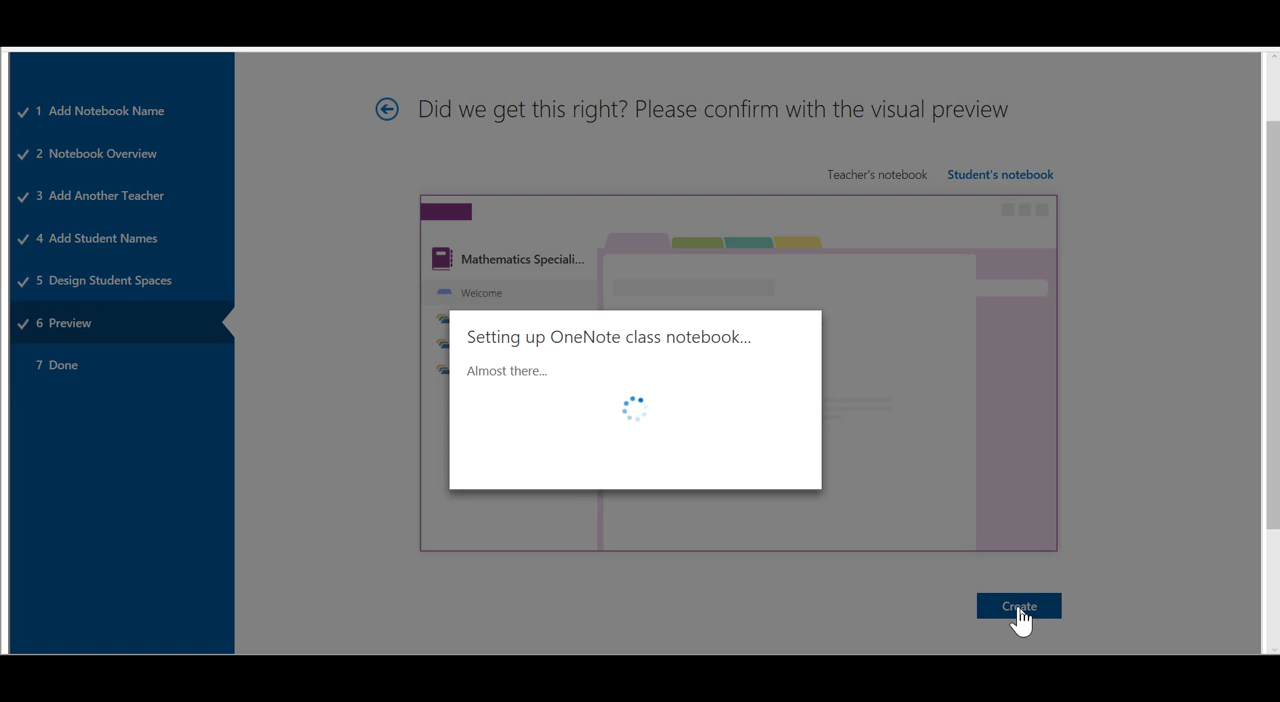 1 Add Notebook Name
2 Notebook Overview
3 Add Another Teacher
4 Add Student Names
5 Design Student Spaces
6 Preview
7 Done
Did we get this right? Please confirm with the visual preview
Teacher's notebook Student's notebook
Mathematics Speciali...
Welcome
Setting up OneNote class notebook...
Almost there...
Create